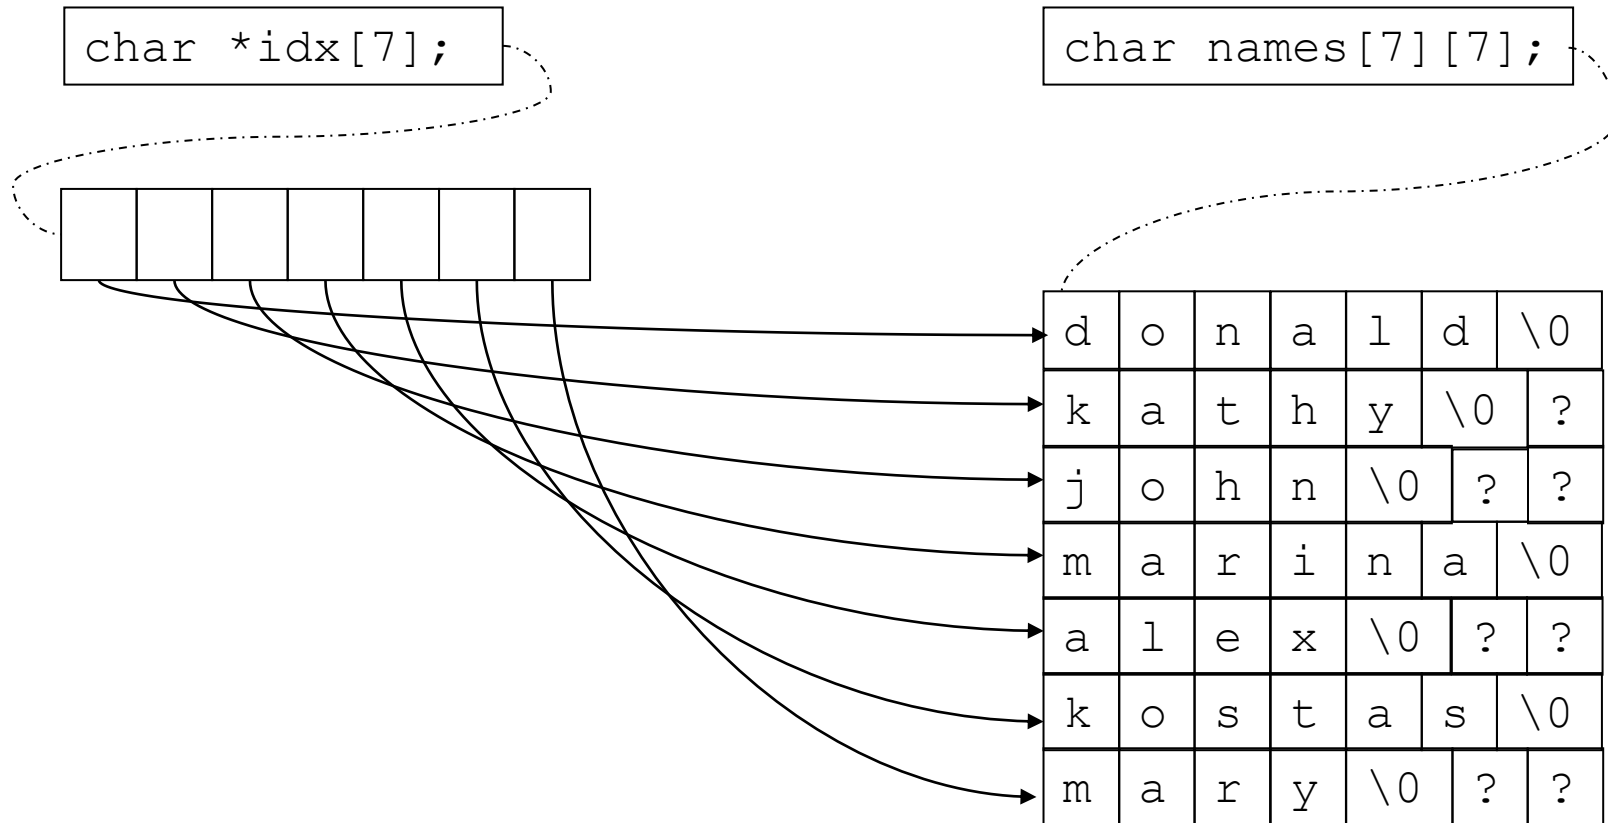 char *idx[7];
char names[7][7];
d o n a l d \0
k a t h y \0 ?
j o h n \0 ? ?
m a r i n a \0
a l e x \0 ? ?
k o s t a s \0
m a r y \0 ? ?